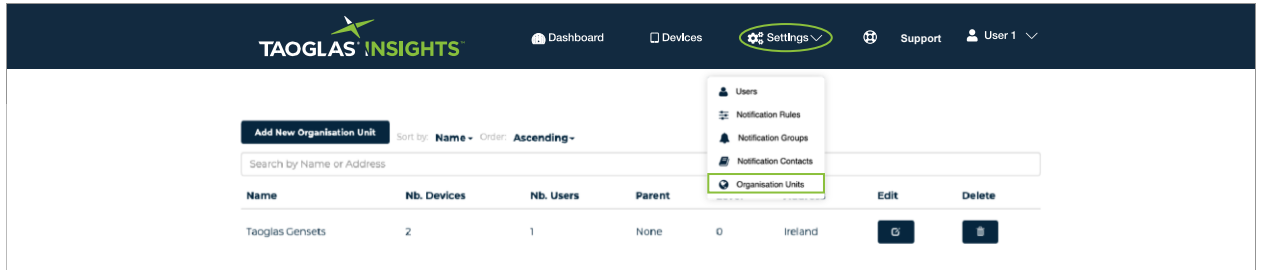 TAOGLAS INSIGHTS™
Dashboard
Devices
Settings
Support
User 1
Users
Notification Rules
Notification Groups
Notification Contacts
Organisation Units
Add New Organisation Unit Sort by: Name Order: Ascending
Search by Name or Address
Name Nb. Devices Nb. Users Parent Edit Delete
Taoglas Gensets 2 1 None 0 Ireland